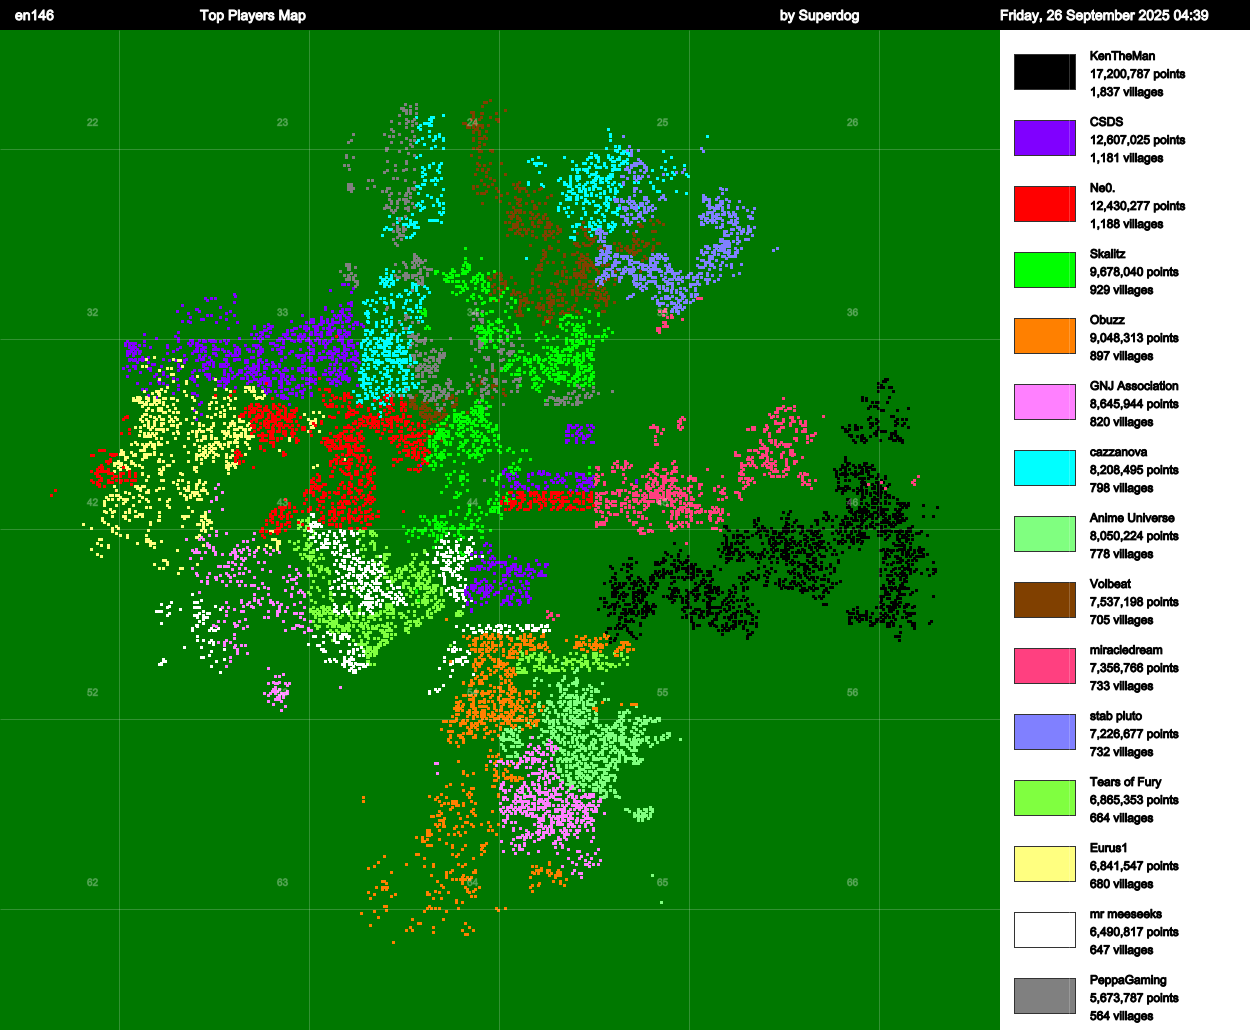 en146 Top Players Map by Superdog Friday, 26 September 2025 04:39
KenTheMan
17,200,787 points
1,837 villages
CSDS
12,607,025 points
1,181 villages
Ne0.
12,430,277 points
1,188 villages
Skalitz
9,678,040 points
929 villages
Obuzz
9,048,313 points
897 villages
GNJ Association
8,645,944 points
820 villages
cazzanova
8,208,495 points
798 villages
Anime Universe
8,050,224 points
778 villages
Volbeat
7,537,198 points
705 villages
miracledream
7,356,766 points
733 villages
stab pluto
7,226,677 points
732 villages
Tears of Fury
6,865,353 points
664 villages
Eurus1
6,841,547 points
680 villages
mr meeseeks
6,490,817 points
647 villages
PeppaGaming
5,673,787 points
564 villages
22 23 24 25 26
32 33 36
42 43
52 55 56
62 63 64 65 66